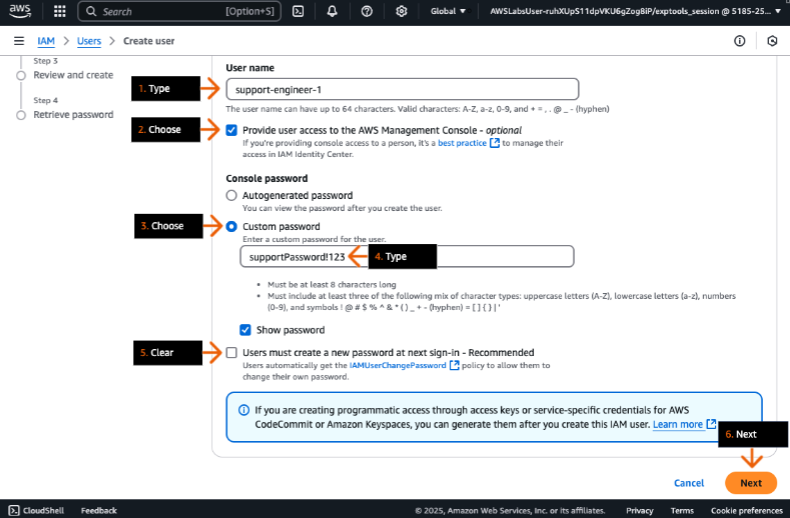 aws
Search [Option+S]
Global
AWSLabsUser-ruhXUpS11dpVKU6gZogBiP/exptools_session @ 5185-25...
IAM > Users > Create user
Step 3
Review and create
Step 4
Retrieve password
User name
1. Type
support-engineer-1
The user name can have up to 64 characters. Valid characters: A-Z, a-z, 0-9, and + = , . @ _ - (hyphen)
2. Choose
Provide user access to the AWS Management Console - optional
If you're providing console access to a person, it's a best practice to manage their
access in IAM Identity Center.
Console password
Autogenerated password
You can view the password after you create the user.
3. Choose
Custom password
Enter a custom password for the user.
supportPassword!123
4. Type
• Must be at least 8 characters long
• Must include at least three of the following mix of character types: uppercase letters (A-Z), lowercase letters (a-z), numbers
(0-9), and symbols ! @ # $ % ^ & * ( ) _ + - (hyphen) = [ ] { } | '
Show password
5. Clear
Users must create a new password at next sign-in - Recommended
Users automatically get the IAMUserChangePassword policy to allow them to
change their own password.
If you are creating programmatic access through access keys or service-specific credentials for AWS
CodeCommit or Amazon Keyspaces, you can generate them after you create this IAM user. Learn more
6. Next
Cancel
Next
CloudShell Feedback
© 2025, Amazon Web Services, Inc. or its affiliates. Privacy Terms Cookie preferences